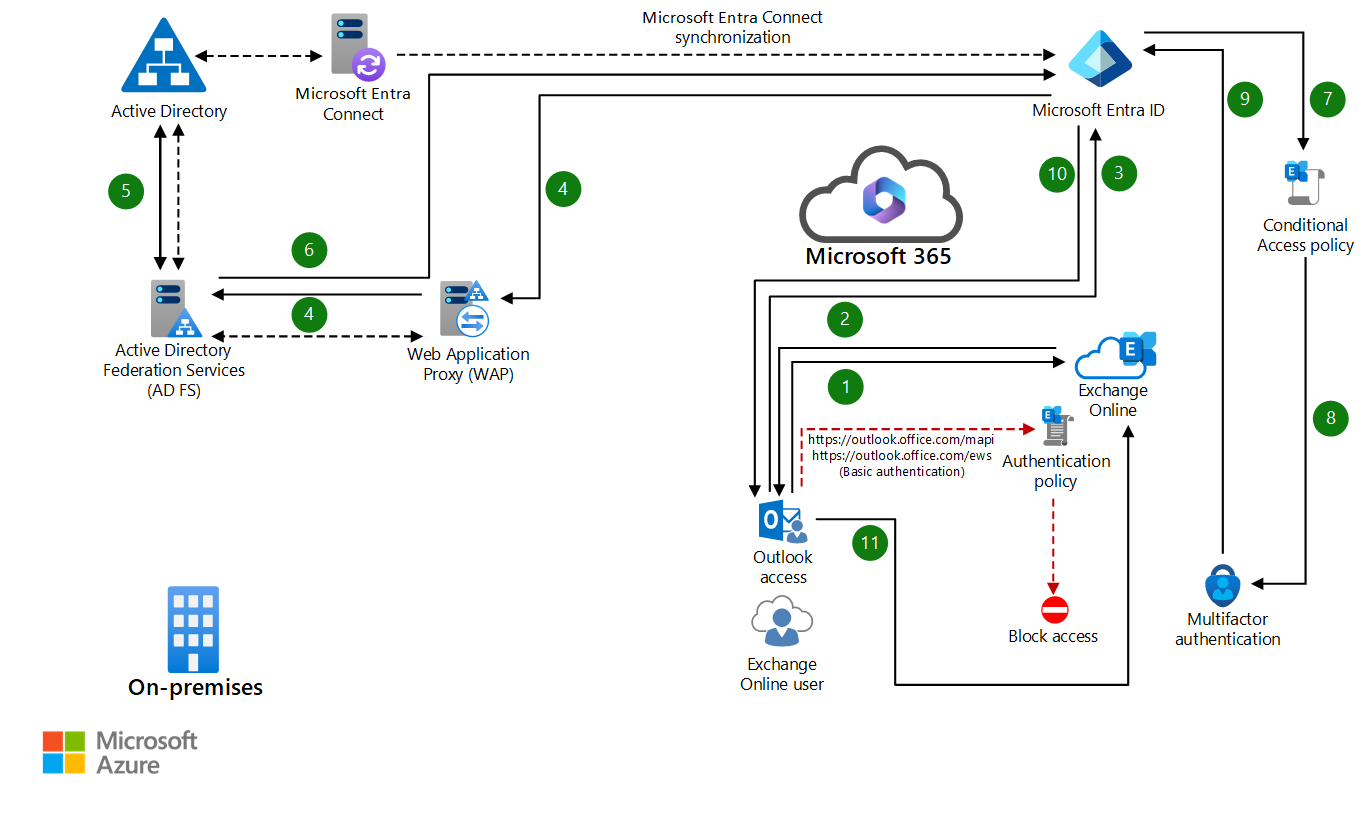 Microsoft Entra Connect
synchronization
Active Directory
Microsoft Entra
Connect
Microsoft Entra ID
9
7
5
4
10
3
Conditional
Access policy
Microsoft 365
6
4
2
Active Directory
Federation Services
(AD FS)
Web Application
Proxy (WAP)
1
Exchange
Online
8
https://outlook.office.com/mapi
https://outlook.office.com/ews
(Basic authentication)
Authentication
policy
E
E
E
O
11
Outlook
access
Block access
Multifactor
authentication
Exchange
Online user
On-premises
Microsoft
Azure